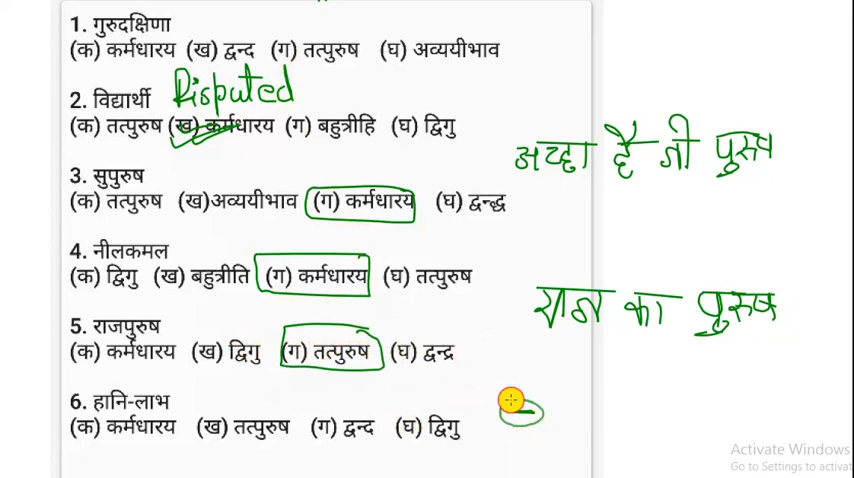 1. गुरुदक्षिणा
(क) कर्मधारय (ख) द्वन्द (ग) तत्पुरुष (घ) अव्ययीभाव
2. विद्यार्थी Disputed
(क) तत्पुरुष (ख) कर्मधारय (ग) बहुत्रीहि (घ) द्विगु
अच्छा है जो पुरुष
3. सुपुरुष
(क) तत्पुरुष (ख)अव्ययीभाव (ग) कर्मधारय (घ) द्वन्द्ध
4. नीलकमल
(क) द्विगु (ख) बहुत्रीति (ग) कर्मधारय (घ) तत्पुरुष
राजा का पुरुष
5. राजपुरुष
(क) कर्मधारय (ख) द्विगु (ग) तत्पुरुष (घ) द्वन्द्र
6. हानि-लाभ
(क) कर्मधारय (ख) तत्पुरुष (ग) द्वन्द (घ) द्विगु
Activate Windows
Go to Settings to activat